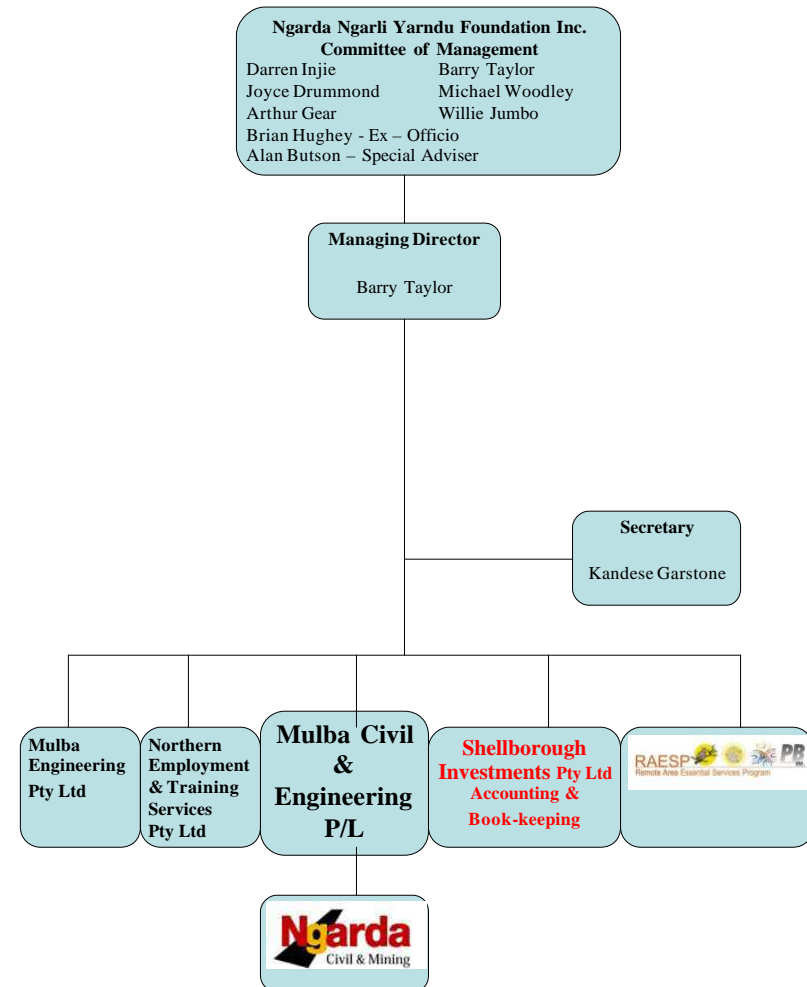 Ngarda Ngarli Yarndu Foundation Inc.
Committee of Management
Darren Injie Barry Taylor
Joyce Drummond Michael Woodley
Arthur Gear Willie Jumbo
Brian Hughey - Ex – Officio
Alan Butson – Special Adviser
Managing Director
Barry Taylor
Secretary
Kandese Garstone
Mulba
Engineering
Pty Ltd
Northern
Employment
& Training
Services
Pty Ltd
Mulba Civil
&
Engineering
P/L
Shellborough
Investments Pty Ltd
Accounting &
Book-keeping
RAESP PB
Remote Area Essential Services Program
Ngarda
Civil & Mining